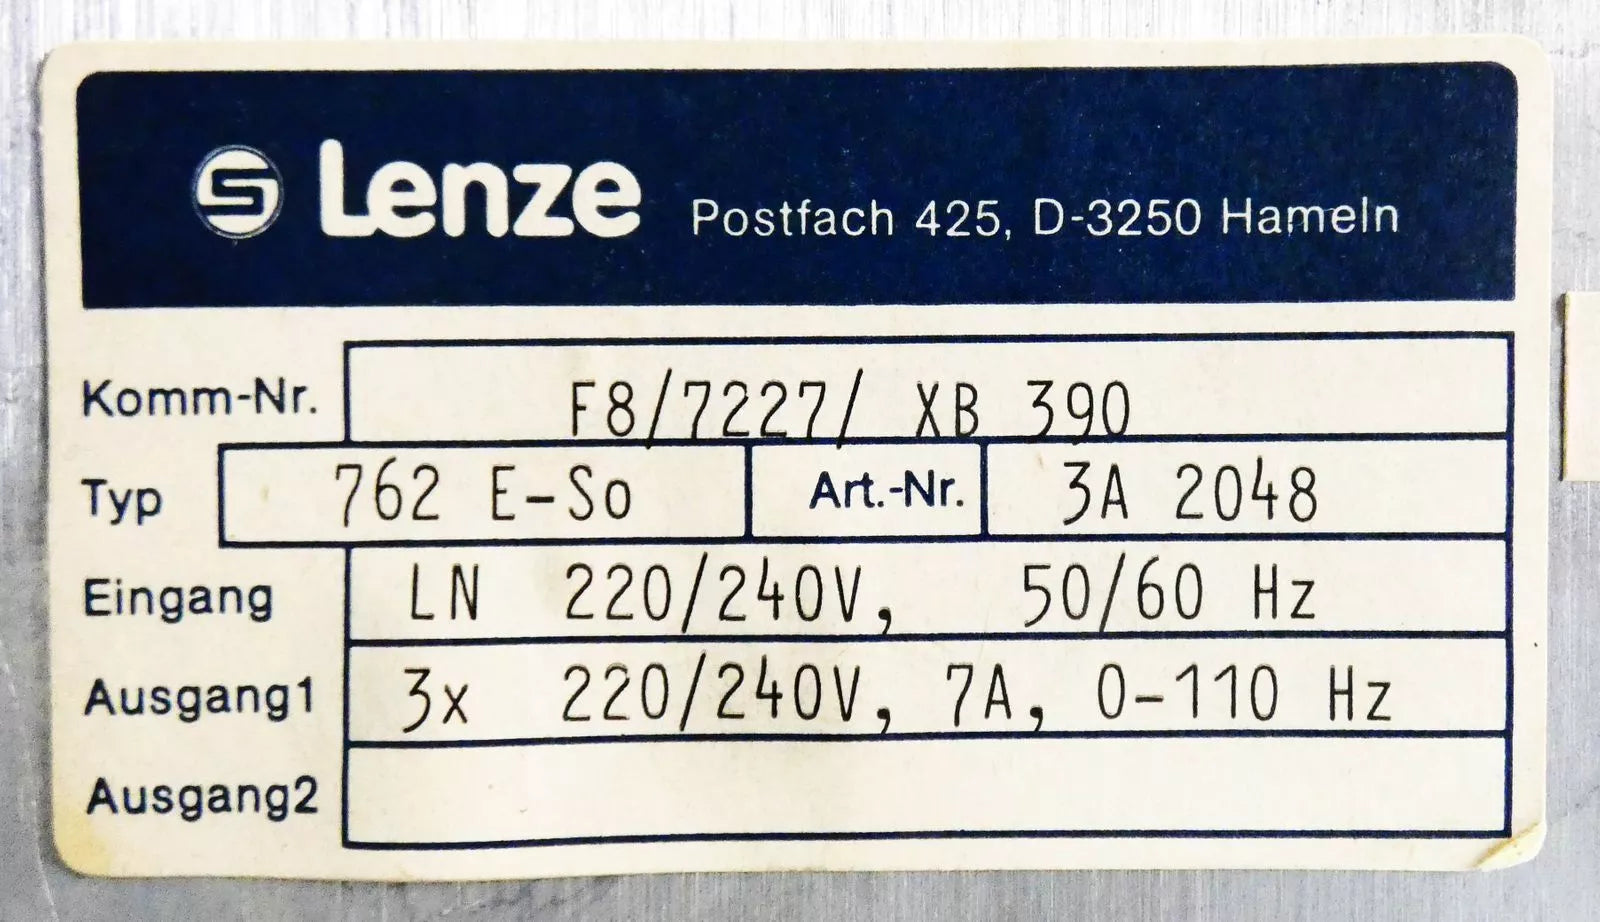 Lenze Postfach 425, D-3250 Hameln
Komm-Nr. F8/7227/ XB 390
Typ 762 E-So Art.-Nr. 3A 2048
Eingang LN 220/240V, 50/60 Hz
Ausgang1 3x 220/240V, 7A, 0-110 Hz
Ausgang2